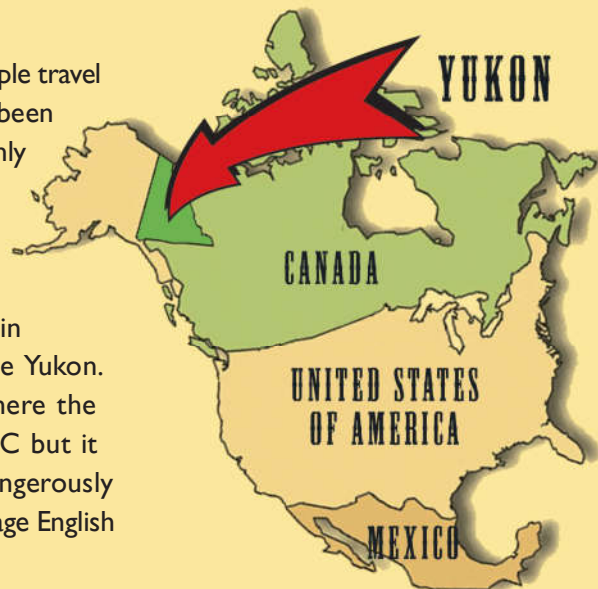 ple travel
been
nly
in
e Yukon.
here the
C but it
ngerously
age English
YUKON
CANADA
UNITED STATES
OF AMERICA
MEXICO